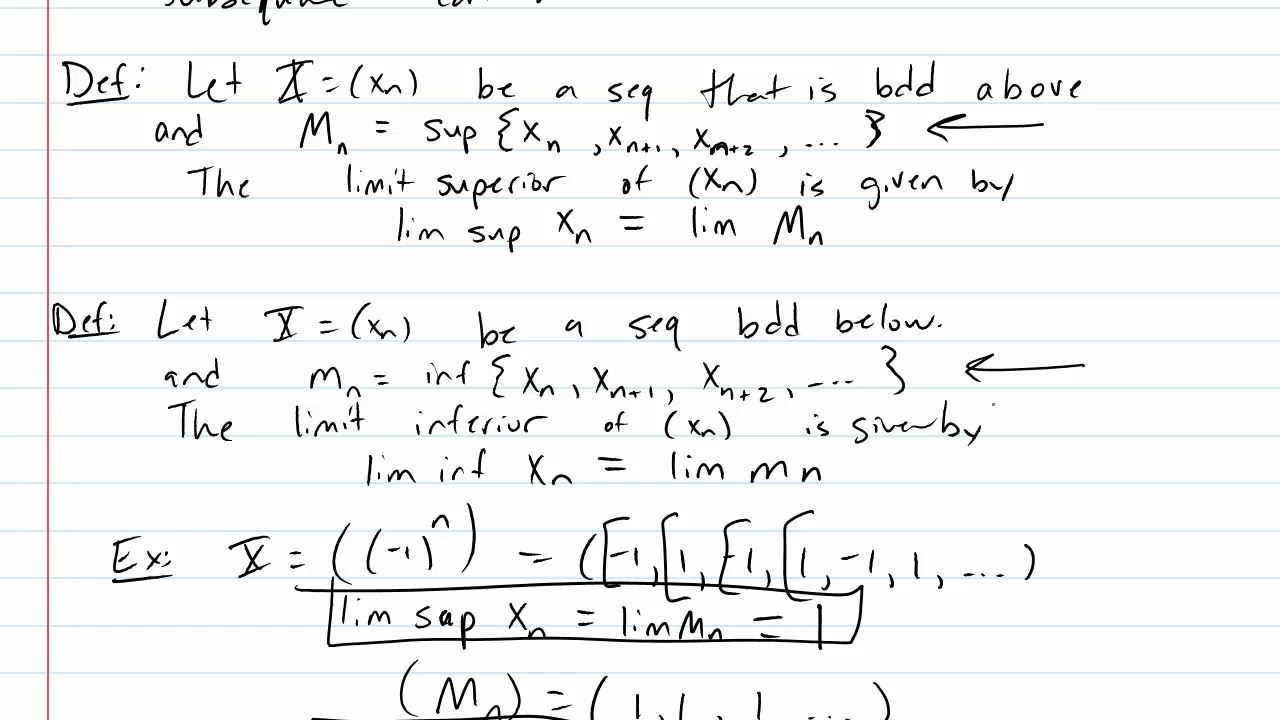 Def: Let X = (xn) be a seq that is bdd above
and Mn = sup {xn, xn+1, xn+2, ... }
The limit superior of (xn) is given by
lim sup xn = lim Mn
Def: Let X = (xn) be a seq bdd below.
and mn = inf {xn, xn+1, xn+2, ... }
The limit inferior of (xn) is given by
lim inf xn = lim mn
Ex: X = ((-1)^n) = ([-1, [1, [-1, [1, -1, 1, ... )
lim sup xn = lim Mn = 1
(Mn) = (1, 1, 1, ... )